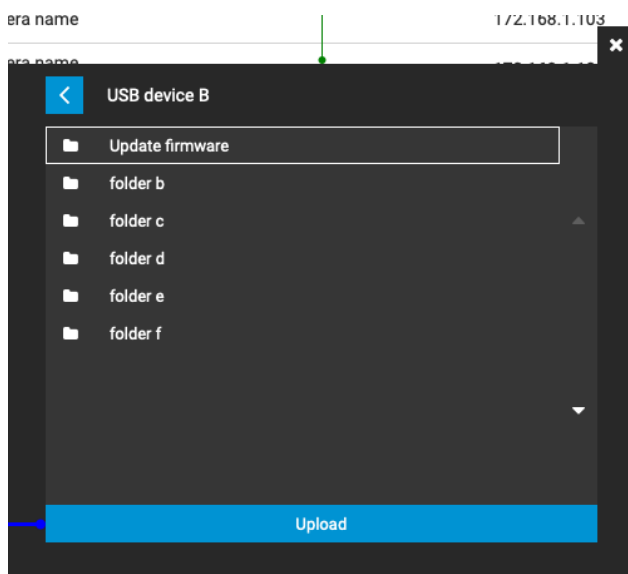 era name 172.168.1.103
USB device B
Update firmware
folder b
folder c
folder d
folder e
folder f
Upload